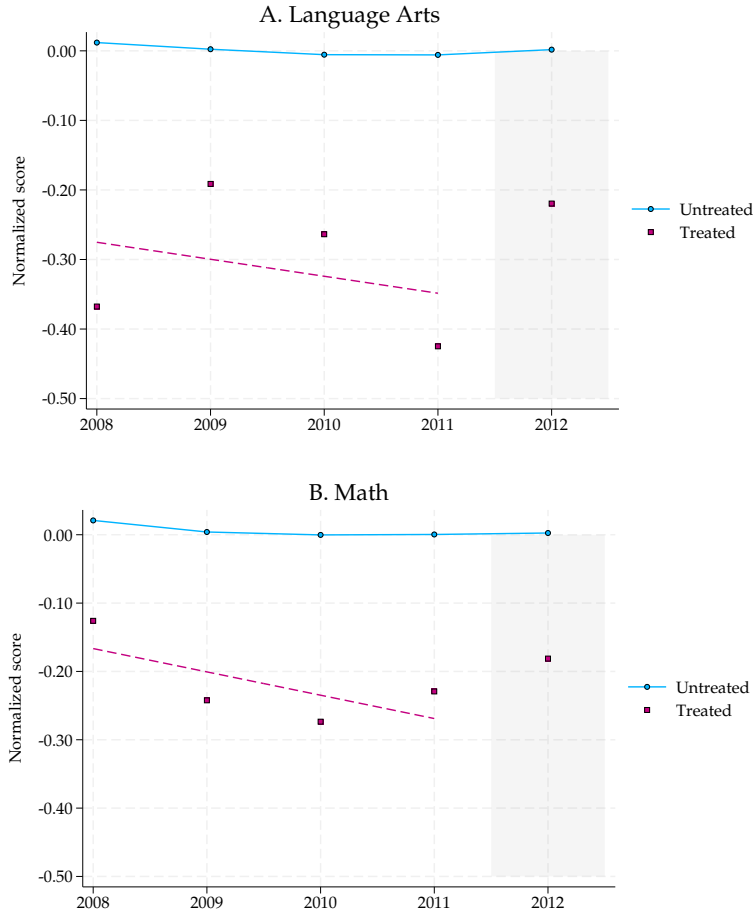 A. Language Arts
0.00
-0.10
-0.20
-0.30
-0.40
-0.50
Normalized score
2008 2009 2010 2011 2012
Untreated
Treated
B. Math
0.00
-0.10
-0.20
-0.30
-0.40
-0.50
Normalized score
2008 2009 2010 2011 2012
Untreated
Treated